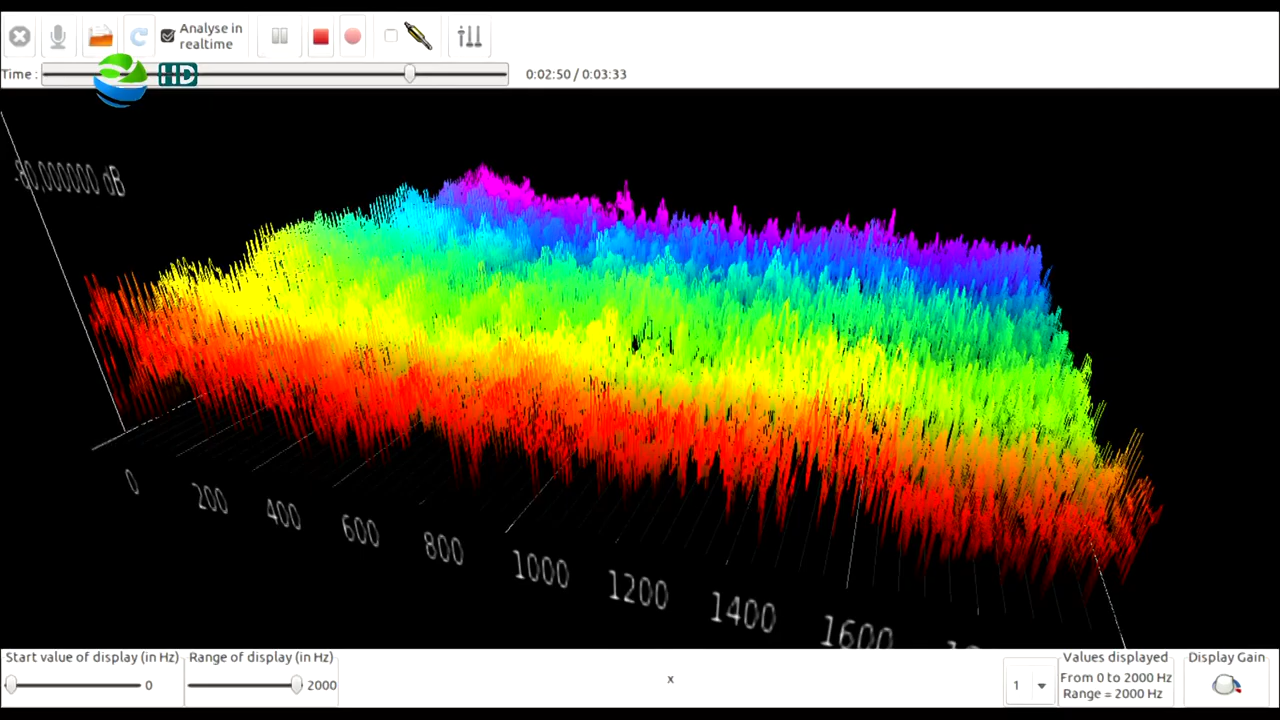 Analyse in
realtime
Time :
HD
0:02:50 / 0:03:33
-80,000000 dB
0
200
400
600
800
1000
1200
1400
1600
Start value of display (in Hz)
0
Range of display (in Hz)
2000
x
1
Values displayed
From 0 to 2000 Hz
Range = 2000 Hz
Display Gain